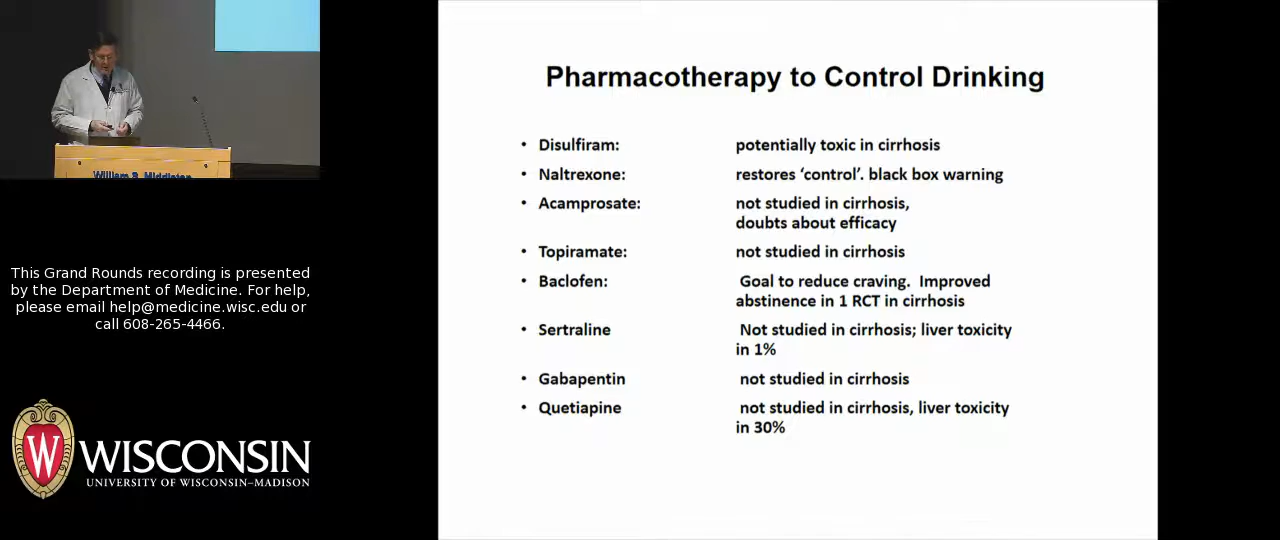 William S. Middleton
This Grand Rounds recording is presented
by the Department of Medicine. For help,
please email help@medicine.wisc.edu or
call 608-265-4466.
W
WISCONSIN
UNIVERSITY OF WISCONSIN–MADISON
Pharmacotherapy to Control Drinking
• Disulfiram: potentially toxic in cirrhosis
• Naltrexone: restores ‘control’. black box warning
• Acamprosate: not studied in cirrhosis,
doubts about efficacy
• Topiramate: not studied in cirrhosis
• Baclofen: Goal to reduce craving. Improved
abstinence in 1 RCT in cirrhosis
• Sertraline Not studied in cirrhosis; liver toxicity
in 1%
• Gabapentin not studied in cirrhosis
• Quetiapine not studied in cirrhosis, liver toxicity
in 30%